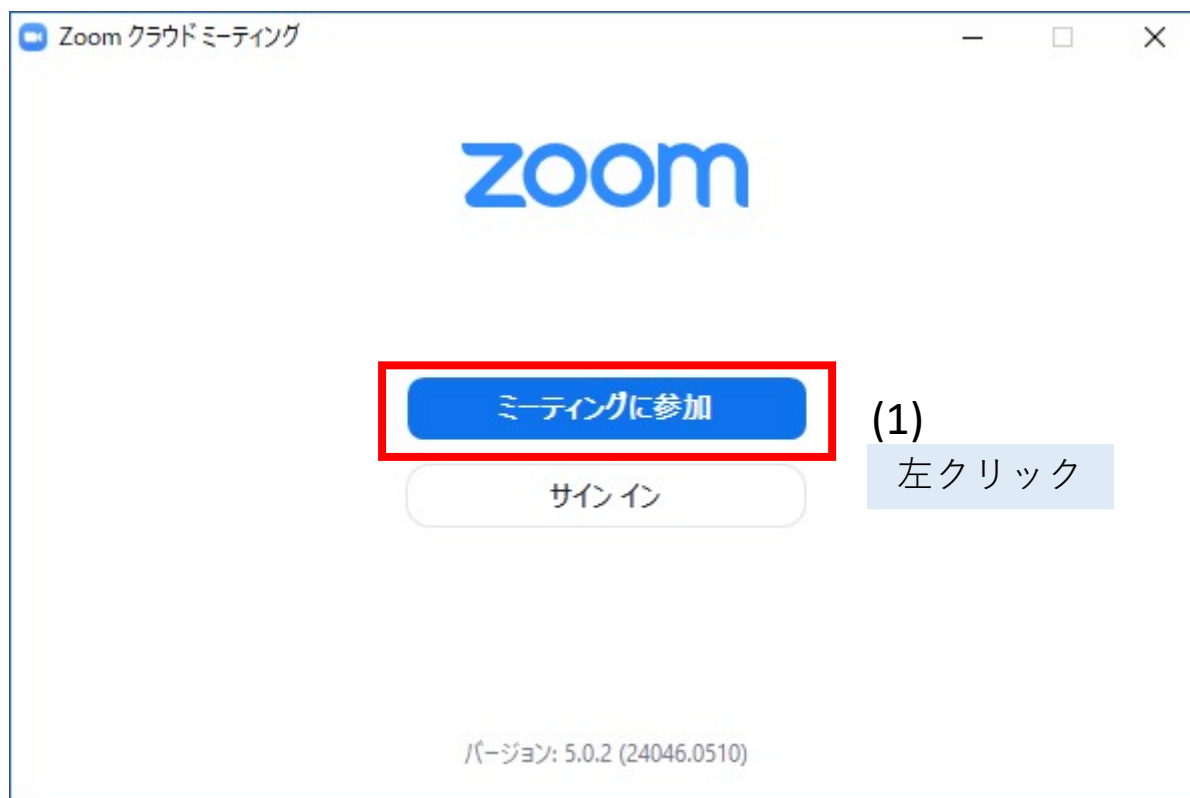 Zoom クラウド ミーティング
zoom
ミーティングに参加
(1)
左クリック
サイン イン
バージョン: 5.0.2 (24046.0510)